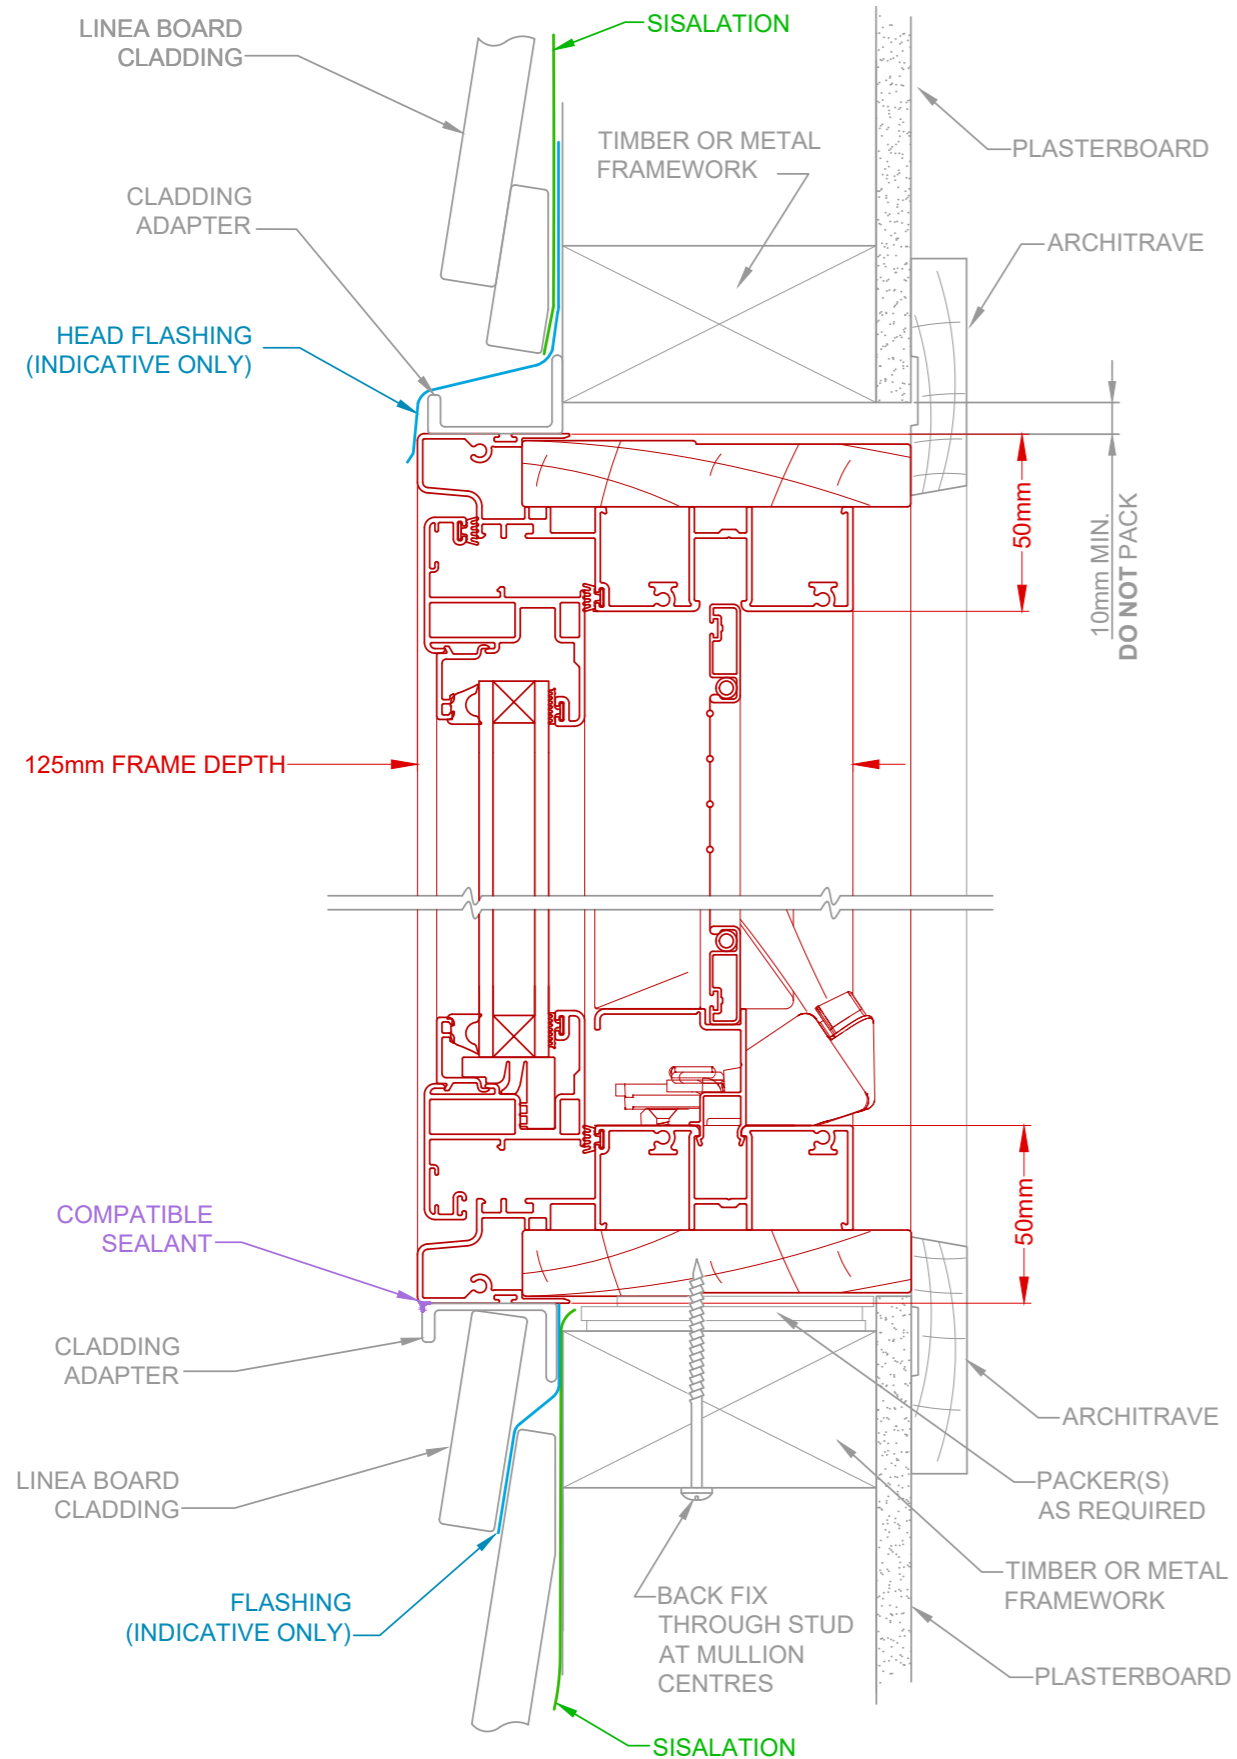 LINEA BOARD
CLADDING
SISALATION
TIMBER OR METAL
FRAMEWORK
PLASTERBOARD
CLADDING
ADAPTER
ARCHITRAVE
HEAD FLASHING
(INDICATIVE ONLY)
50mm
10mm MIN.
DO NOT PACK
125mm FRAME DEPTH
COMPATIBLE
SEALANT
50mm
CLADDING
ADAPTER
ARCHITRAVE
LINEA BOARD
CLADDING
PACKER(S)
AS REQUIRED
TIMBER OR METAL
FRAMEWORK
FLASHING
(INDICATIVE ONLY)
BACK FIX
THROUGH STUD
AT MULLION
CENTRES
PLASTERBOARD
SISALATION